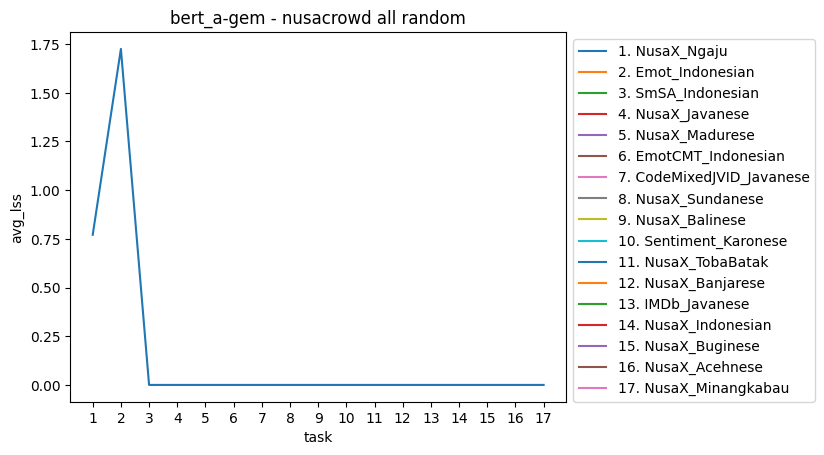 bert_a-gem - nusacrowd all random
avg_lss
1.75
1.50
1.25
1.00
0.75
0.50
0.25
0.00
1 2 3 4 5 6 7 8 9 10 11 12 13 14 15 16 17
task
1. NusaX_Ngaju
2. Emot_Indonesian
3. SmSA_Indonesian
4. NusaX_Javanese
5. NusaX_Madurese
6. EmotCMT_Indonesian
7. CodeMixedJVID_Javanese
8. NusaX_Sundanese
9. NusaX_Balinese
10. Sentiment_Karonese
11. NusaX_TobaBatak
12. NusaX_Banjarese
13. IMDb_Javanese
14. NusaX_Indonesian
15. NusaX_Buginese
16. NusaX_Acehnese
17. NusaX_Minangkabau